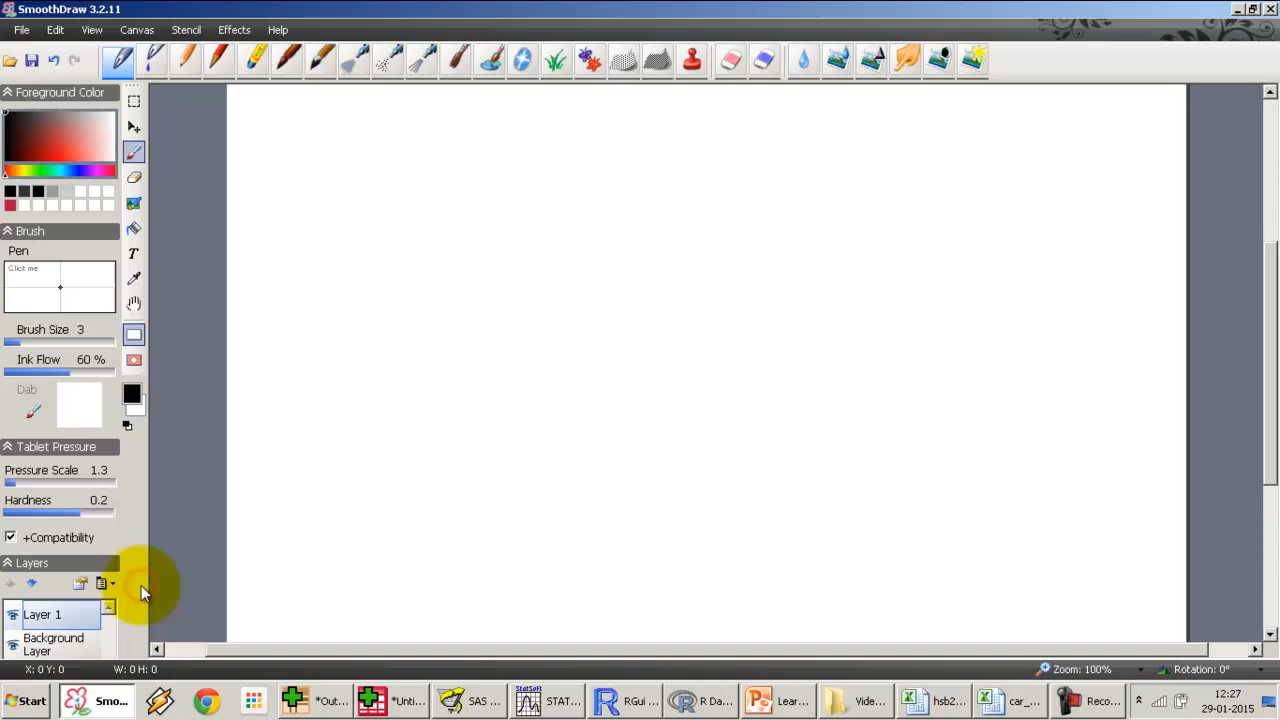 SmoothDraw 3.2.11
File Edit View Canvas Stencil Effects Help
Foreground Color
Brush
Pen
Click me
Brush Size 3
Ink Flow 60 %
Dab
Tablet Pressure
Pressure Scale 1.3
Hardness 0.2
+Compatibility
Layers
Layer 1
Background
Layer
X: 0 Y: 0 W: 0 H: 0 Zoom: 100% Rotation: 0°
Start Smo... *Out... *Unti... SAS ... STAT... RGui ... R Da... Lear... Vide... hsb2... car_... Reco... 12:27
29-01-2015